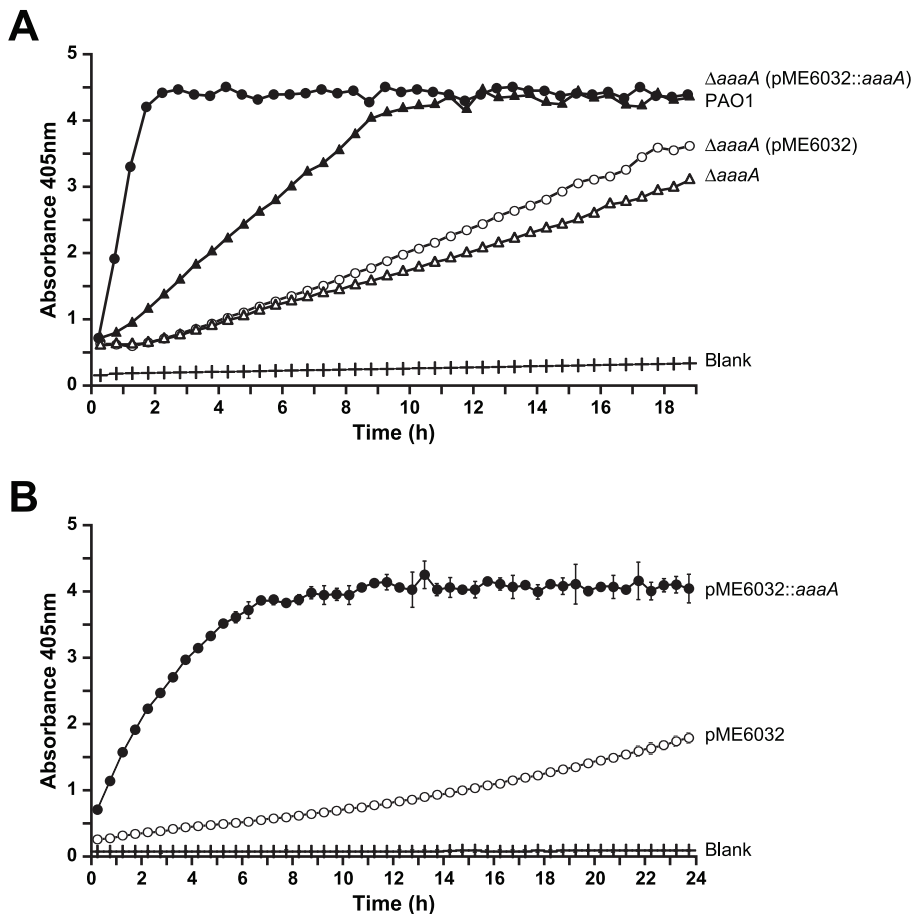 A
5
4
3
2
1
0
Absorbance 405nm
ΔaaaA (pME6032::aaaA)
PAO1
ΔaaaA (pME6032)
ΔaaaA
Blank
0 2 4 6 8 10 12 14 16 18
Time (h)
B
5
4
3
2
1
0
Absorbance 405nm
pME6032::aaaA
pME6032
Blank
0 2 4 6 8 10 12 14 16 18 20 22 24
Time (h)